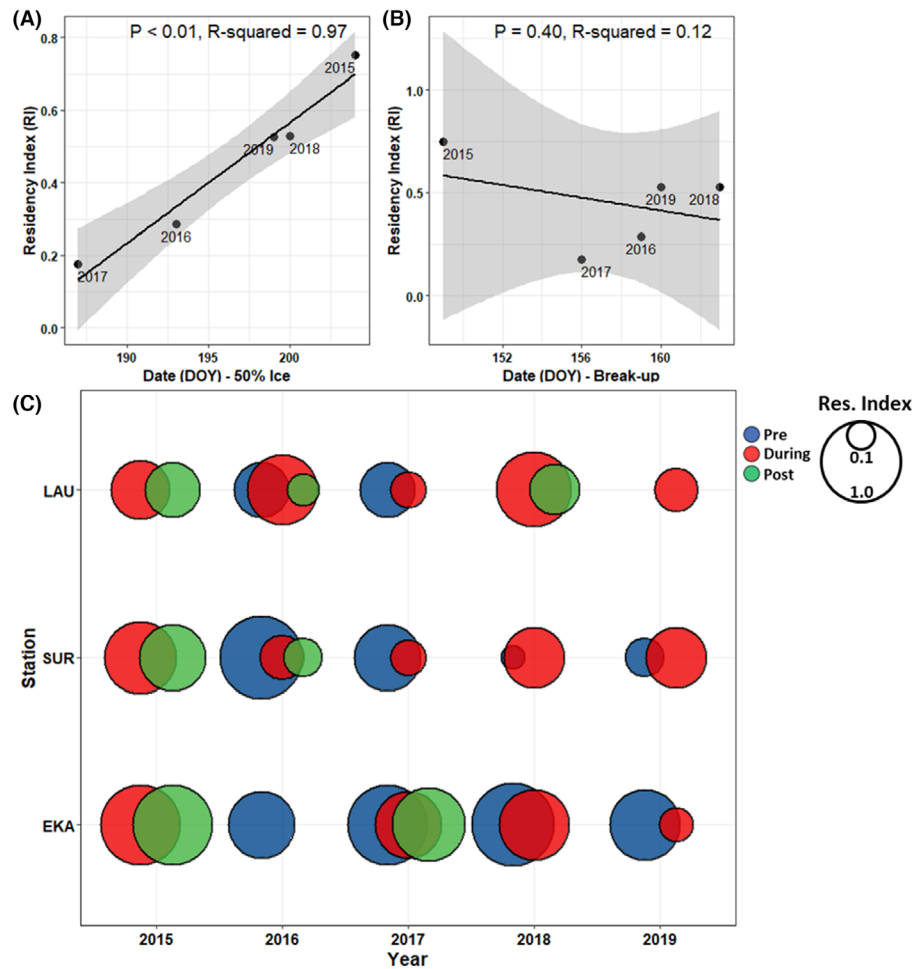 (A)
P < 0.01, R-squared = 0.97
Residency Index (RI)
0.8
0.6
0.4
0.2
0.0
2015
2019
2018
2016
2017
190
195
200
Date (DOY) - 50% Ice
(B)
P = 0.40, R-squared = 0.12
Residency Index (RI)
1.0
0.5
0.0
2015
2019
2018
2016
2017
152
156
160
Date (DOY) - Break-up
(C)
Station
LAU
SUR
EKA
2015
2016
2017
2018
2019
Year
Pre
During
Post
Res. Index
0.1
1.0